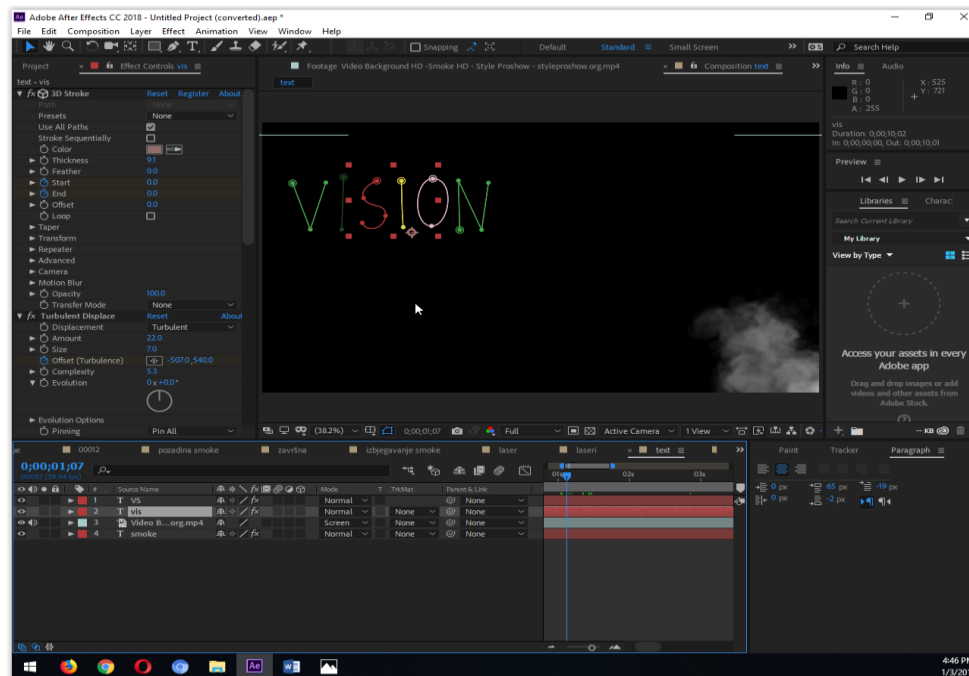 Adobe After Effects CC 2018 - Untitled Project (converted).aep *
File Edit Composition Layer Effect Animation View Window Help
Snapping Default Standard Small Screen Search Help
Project Effect Controls vis Footage Video Background HD -Smoke HD - Style Proshow - styleproshow.org.mp4 Composition text Info Audio
text • vis
text
fx 3D Stroke Reset Register About
Path None
Presets None
Use All Paths
Stroke Sequentially
Color
Thickness 9.1
Feather 0.0
Start 0.0
End 0.0
Offset 0.0
Loop
Taper
Transform
Repeater
Advanced
Camera
Motion Blur
Opacity 100.0
Transfer Mode None
fx Turbulent Displace Reset About
Displacement Turbulent
Amount 22.0
Size 7.0
Offset (Turbulence) -507.0,540.0
Complexity 5.3
Evolution 0x+0.0°
Evolution Options
Pinning Pin All
VISION
(38.2%) 0;00;01;07 Full Active Camera 1 View
R : 0 X : 525
G : 0 Y : 721
B : 0
A : 255
vis
Duration: 0;00;10;02
In: 0;00;00;00, Out: 0;00;10;01
Preview
Libraries Charac
Search Current Library
My Library
View by Type
Access your assets in every
Adobe app
Drag and drop images or add
videos and other assets from
Adobe Stock.
-- KB
00012 pozadina smoke završna izbjegavanje smoke laser laseri text
0;00;01;07
# Source Name Mode T TrkMat Parent & Link
01s 02s 03s
1 T VS Normal None
2 T vis Normal None None
3 Video B....org.mp4 Screen None None
4 T smoke Normal None None
Paint Tracker Paragraph
0 px 65 px -19 px
0 px -2 px
Ae W
4:46 PM